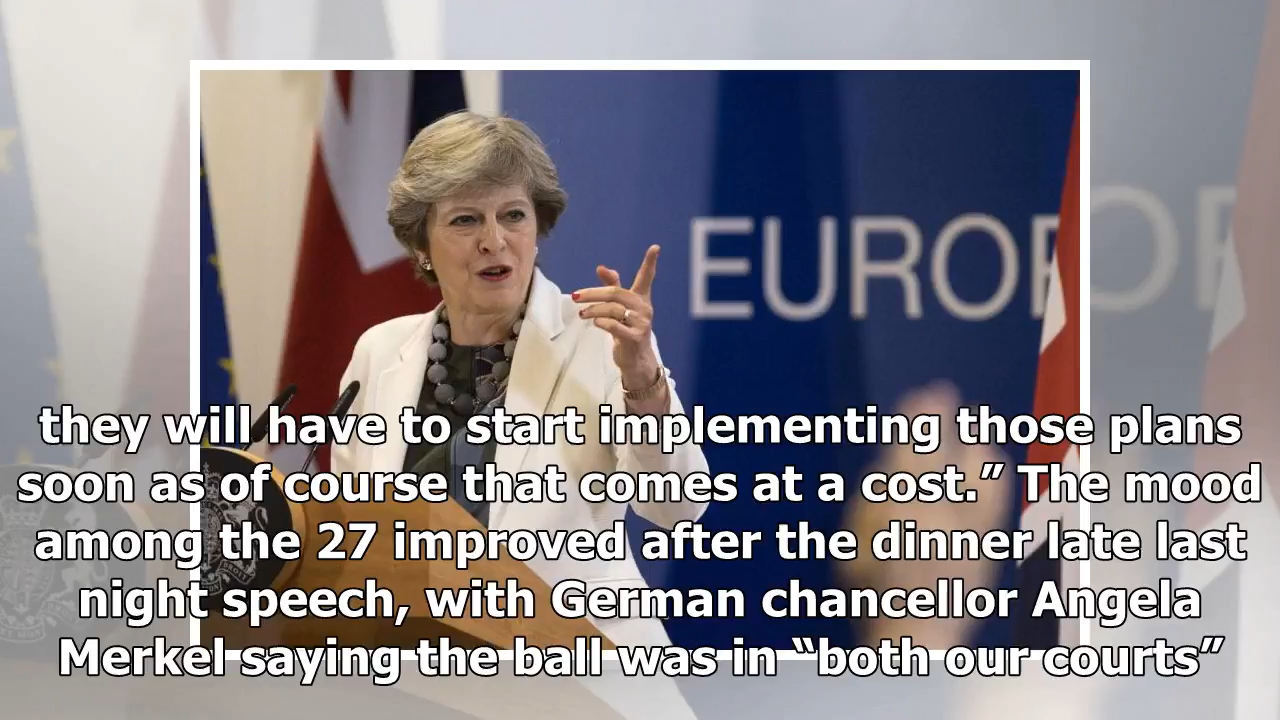 EUROP
they will have to start implementing those plans
soon as of course that comes at a cost.” The mood
among the 27 improved after the dinner late last
night speech, with German chancellor Angela
Merkel saying the ball was in “both our courts”